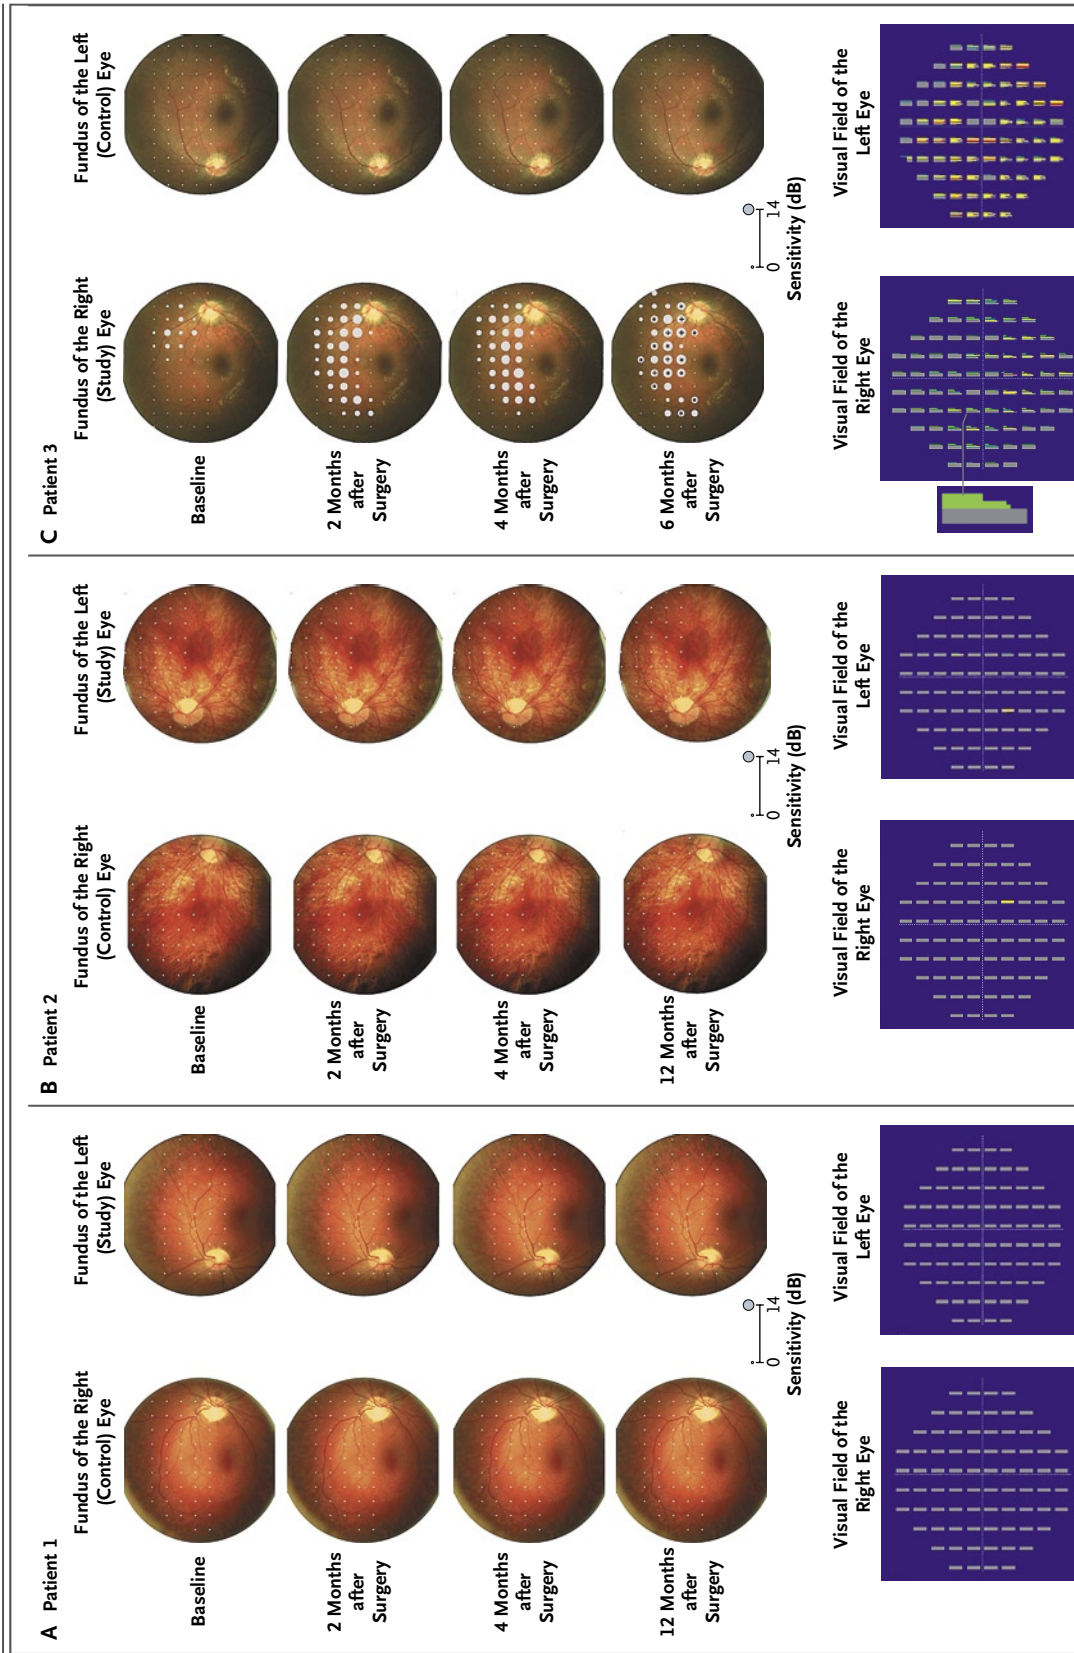 A Patient 1
Fundus of the Right
(Control) Eye
Fundus of the Left
(Study) Eye
Baseline
2 Months
after
Surgery
4 Months
after
Surgery
12 Months
after
Surgery
0
14
Sensitivity (dB)
Visual Field of the
Right Eye
Visual Field of the
Left Eye
B Patient 2
Fundus of the Right
(Control) Eye
Fundus of the Left
(Study) Eye
Baseline
2 Months
after
Surgery
4 Months
after
Surgery
12 Months
after
Surgery
0
14
Sensitivity (dB)
Visual Field of the
Right Eye
Visual Field of the
Left Eye
C Patient 3
Fundus of the Right
(Study) Eye
Fundus of the Left
(Control) Eye
Baseline
2 Months
after
Surgery
4 Months
after
Surgery
6 Months
after
Surgery
0
14
Sensitivity (dB)
Visual Field of the
Right Eye
Visual Field of the
Left Eye